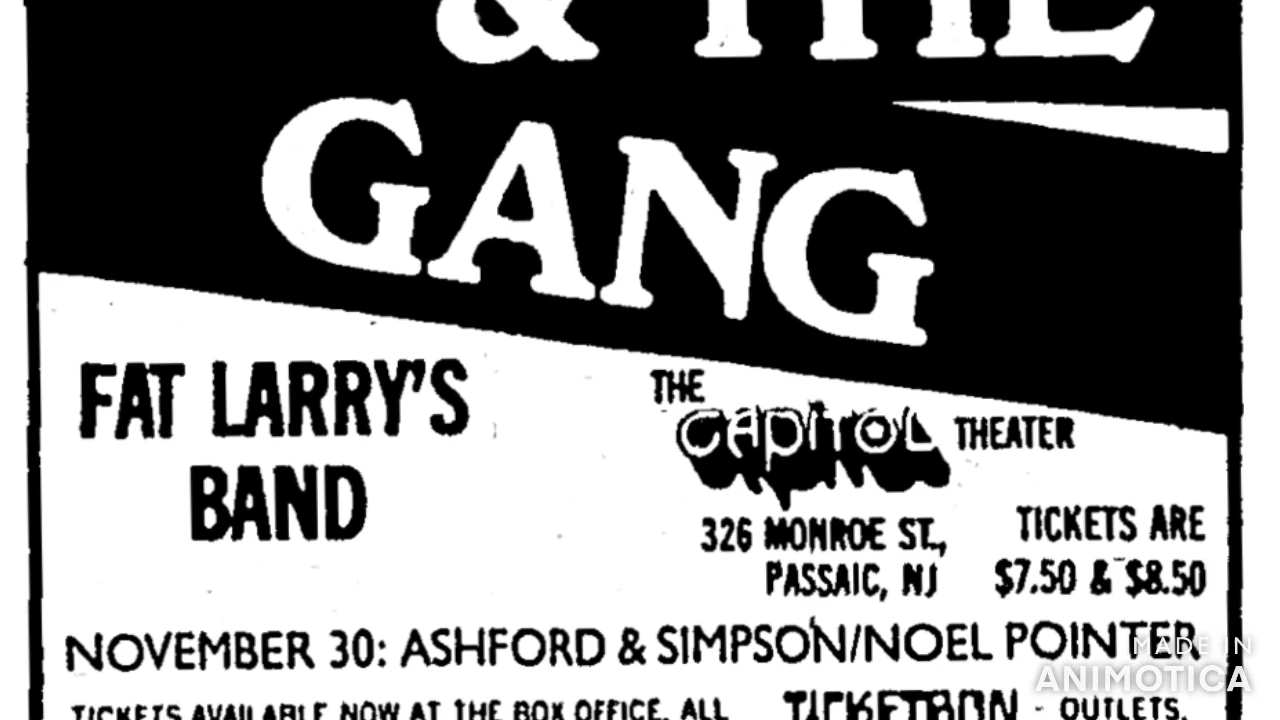 & THE
GANG
FAT LARRY'S
BAND
THE
CAPITOL THEATER
326 MONROE ST.,
PASSAIC, NJ
TICKETS ARE
$7.50 & $8.50
NOVEMBER 30: ASHFORD & SIMPSON/NOEL POINTER
TICKETS AVAILABLE NOW AT THE BOX OFFICE, ALL TICKETRON - OUTLETS.
MADE IN
ANIMOTICA